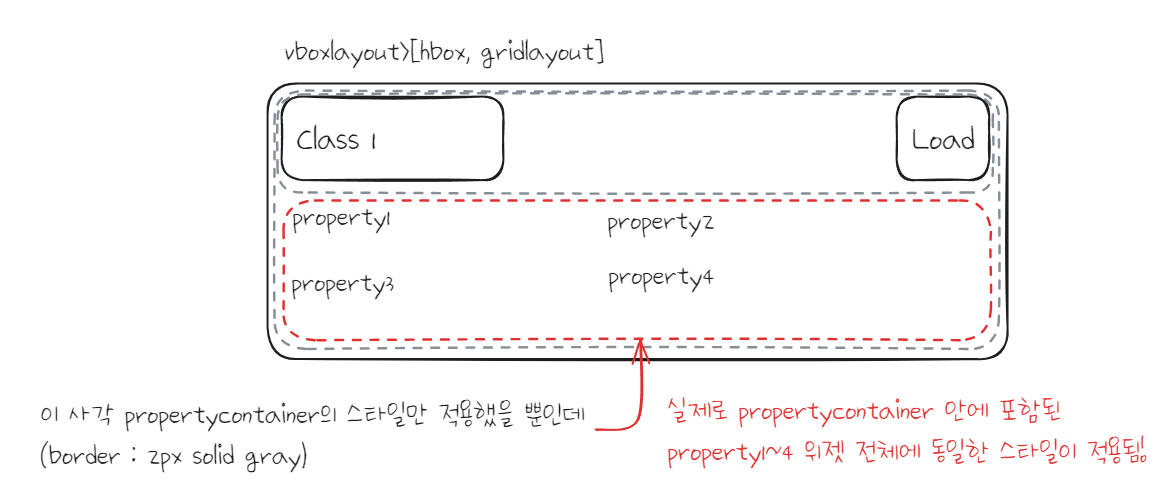 vboxlayout>[hbox, gridlayout]
Class 1
Load
property1
property2
property3
property4
이 사각 propertycontainer의 스타일만 적용했을 뿐인데
(border : 2px solid gray)
실제로 propertycontainer 안에 포함된
property1~4 위젯 전체에 동일한 스타일이 적용됨!